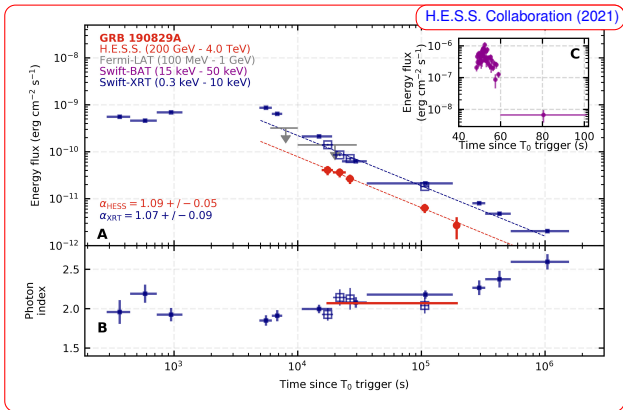 H.E.S.S. Collaboration (2021)
GRB 190829A
H.E.S.S. (200 GeV - 4.0 TeV)
Fermi-LAT (100 MeV - 1 GeV)
Swift-BAT (15 keV - 50 keV)
Swift-XRT (0.3 keV - 10 keV)
Energy flux (erg cm⁻² s⁻¹)
10⁻⁸
10⁻⁹
10⁻¹⁰
10⁻¹¹
10⁻¹²
α_HESS = 1.09 +/− 0.05
α_XRT = 1.07 +/− 0.09
A
C
Energy flux
(erg cm⁻² s⁻¹)
10⁻⁶
10⁻⁷
10⁻⁸
40 60 80 100
Time since T₀ trigger (s)
Photon
index
2.5
2.0
1.5
B
10³ 10⁴ 10⁵ 10⁶
Time since T₀ trigger (s)